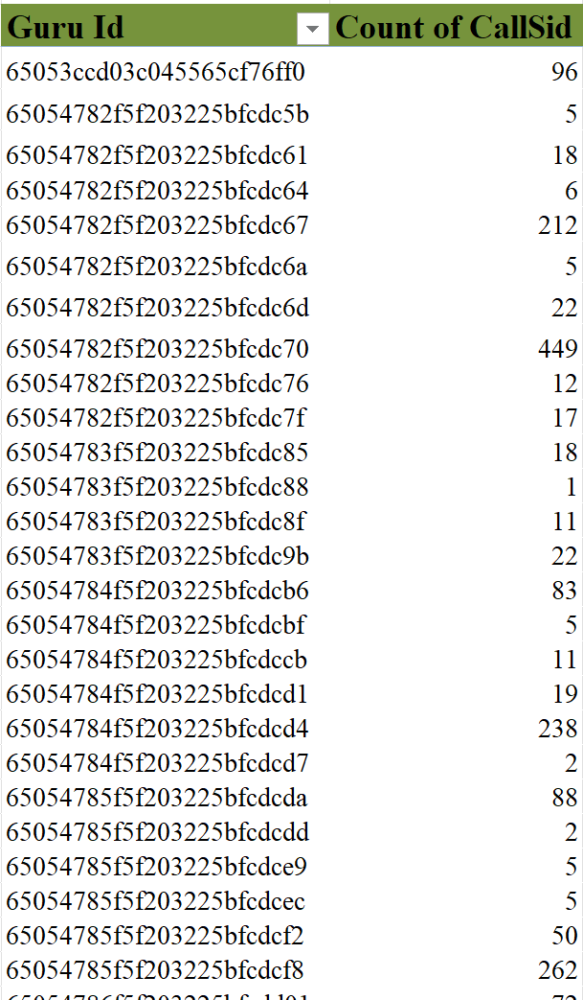 Guru Id Count of CallSid
65053ccd03c045565cf76ff0 96
65054782f5f203225bfcdc5b 5
65054782f5f203225bfcdc61 18
65054782f5f203225bfcdc64 6
65054782f5f203225bfcdc67 212
65054782f5f203225bfcdc6a 5
65054782f5f203225bfcdc6d 22
65054782f5f203225bfcdc70 449
65054782f5f203225bfcdc76 12
65054782f5f203225bfcdc7f 17
65054783f5f203225bfcdc85 18
65054783f5f203225bfcdc88 1
65054783f5f203225bfcdc8f 11
65054783f5f203225bfcdc9b 22
65054784f5f203225bfcdcb6 83
65054784f5f203225bfcdcbf 5
65054784f5f203225bfcdccb 11
65054784f5f203225bfcdcd1 19
65054784f5f203225bfcdcd4 238
65054784f5f203225bfcdcd7 2
65054785f5f203225bfcdcda 88
65054785f5f203225bfcdcdd 2
65054785f5f203225bfcdce9 5
65054785f5f203225bfcdcec 5
65054785f5f203225bfcdcf2 50
65054785f5f203225bfcdcf8 262